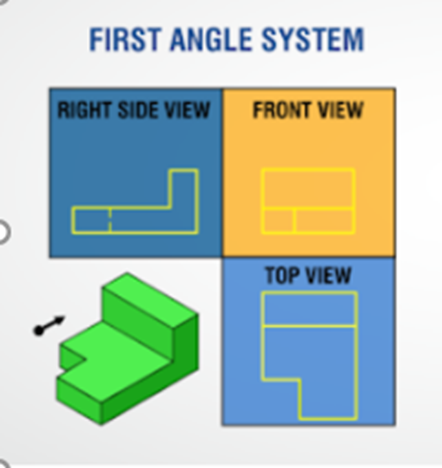 FIRST ANGLE SYSTEM
RIGHT SIDE VIEW
FRONT VIEW
TOP VIEW